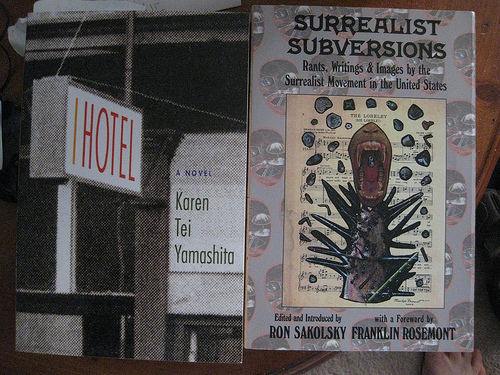 I HOTEL
A NOVEL
Karen
Tei
Yamashita
SURREALIST
SUBVERSIONS
Rants, Writings & Images by the
Surrealist Movement in the United States
THE LORELEY
Edited and Introduced by
with a Foreword by
RON SAKOLSKY
FRANKLIN ROSEMONT